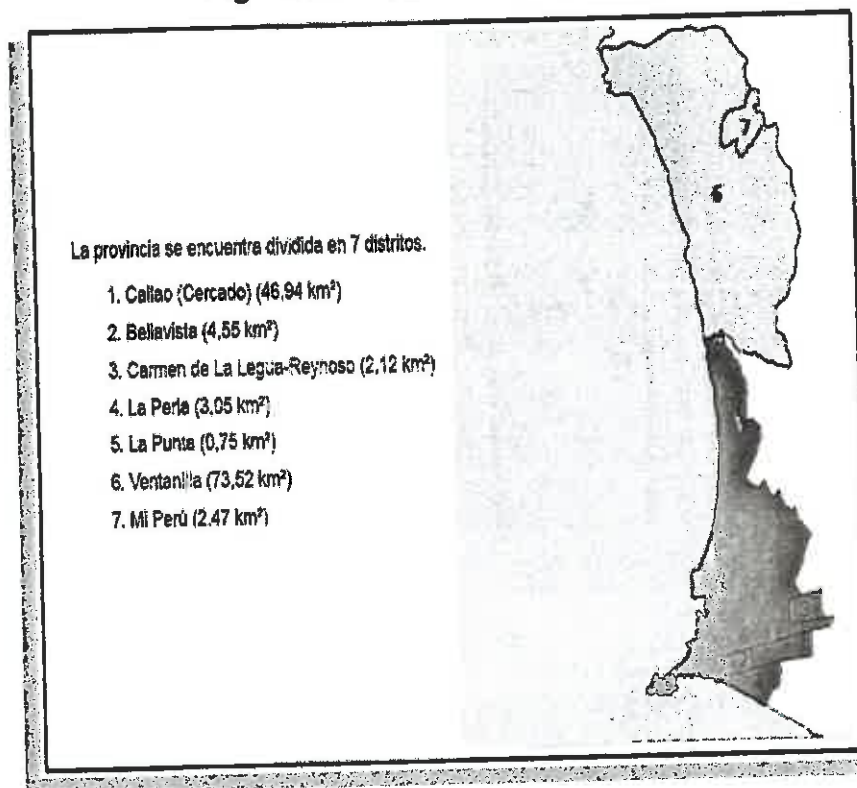 La provincia se encuentra dividida en 7 distritos.
1. Callao (Cercado) (46,94 km²)
2. Bellavista (4,55 km²)
3. Carmen de La Legua-Reynoso (2,12 km²)
4. La Perla (3,05 km²)
5. La Punta (0,75 km²)
6. Ventanilla (73,52 km²)
7. Mi Perú (2.47 km²)
7
6